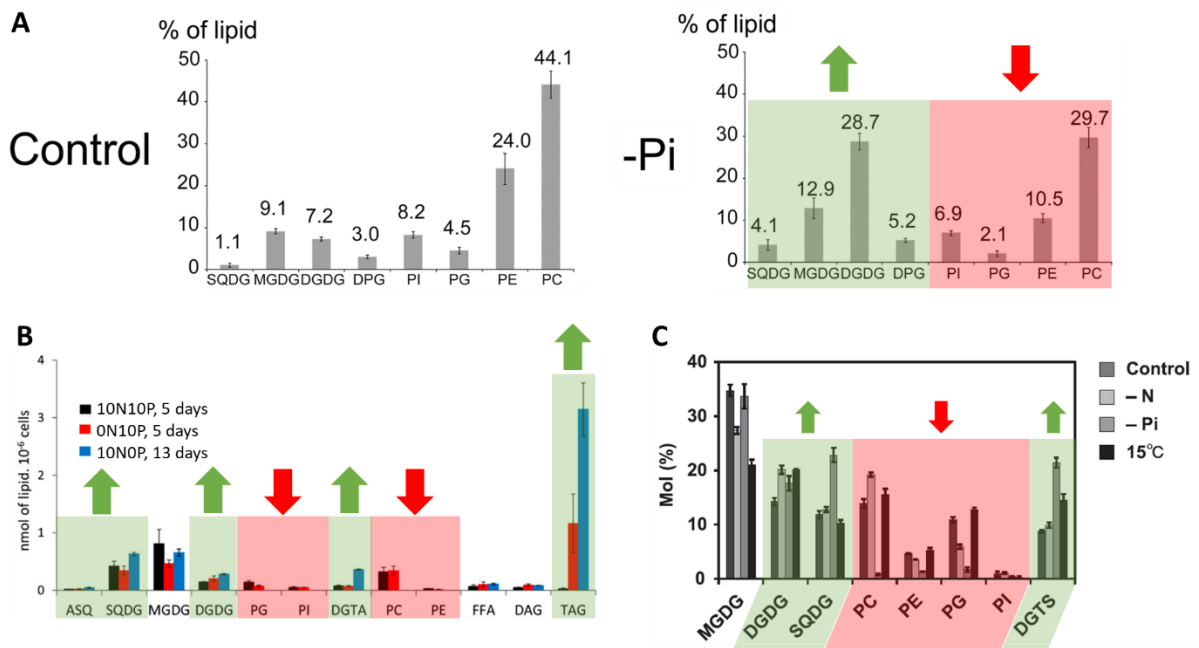 A
% of lipid
Control
50
40
30
20
10
0
1.1
9.1
7.2
3.0
8.2
4.5
24.0
44.1
SQDG MGDG DGDG DPG PI PG PE PC
% of lipid
-Pi
50
40
30
20
10
0
4.1
12.9
28.7
5.2
6.9
2.1
10.5
29.7
SQDG MGDG DGDG DPG PI PG PE PC
B
nmol of lipid. 10⁻⁶ cells
4
3
2
1
0
10N10P, 5 days
0N10P, 5 days
10N0P, 13 days
ASQ SQDG MGDG DGDG PG PI DGTA PC PE FFA DAG TAG
C
Mol (%)
40
30
20
10
0
MGDG DGDG SQDG PC PE PG PI DGTS
Control
– N
– Pi
15°C